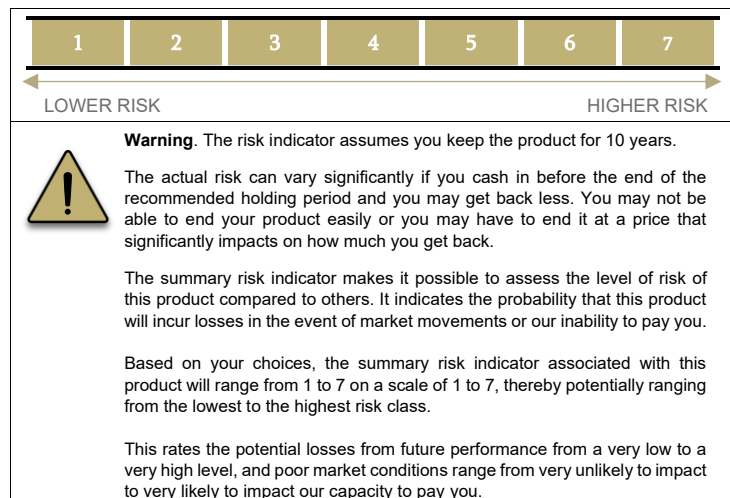 1 2 3 4 5 6 7
LOWER RISK HIGHER RISK
Warning. The risk indicator assumes you keep the product for 10 years.
The actual risk can vary significantly if you cash in before the end of the
recommended holding period and you may get back less. You may not be
able to end your product easily or you may have to end it at a price that
significantly impacts on how much you get back.
The summary risk indicator makes it possible to assess the level of risk of
this product compared to others. It indicates the probability that this product
will incur losses in the event of market movements or our inability to pay you.
Based on your choices, the summary risk indicator associated with this
product will range from 1 to 7 on a scale of 1 to 7, thereby potentially ranging
from the lowest to the highest risk class.
This rates the potential losses from future performance from a very low to a
very high level, and poor market conditions range from very unlikely to impact
to very likely to impact our capacity to pay you.